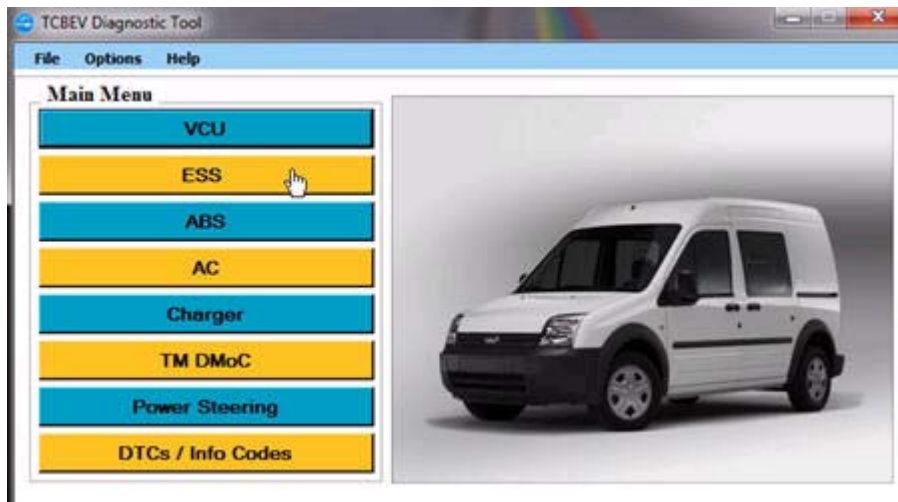 TCBEV Diagnostic Tool
File Options Help
Main Menu
VCU
ESS
ABS
AC
Charger
TM DMoC
Power Steering
DTCs / Info Codes